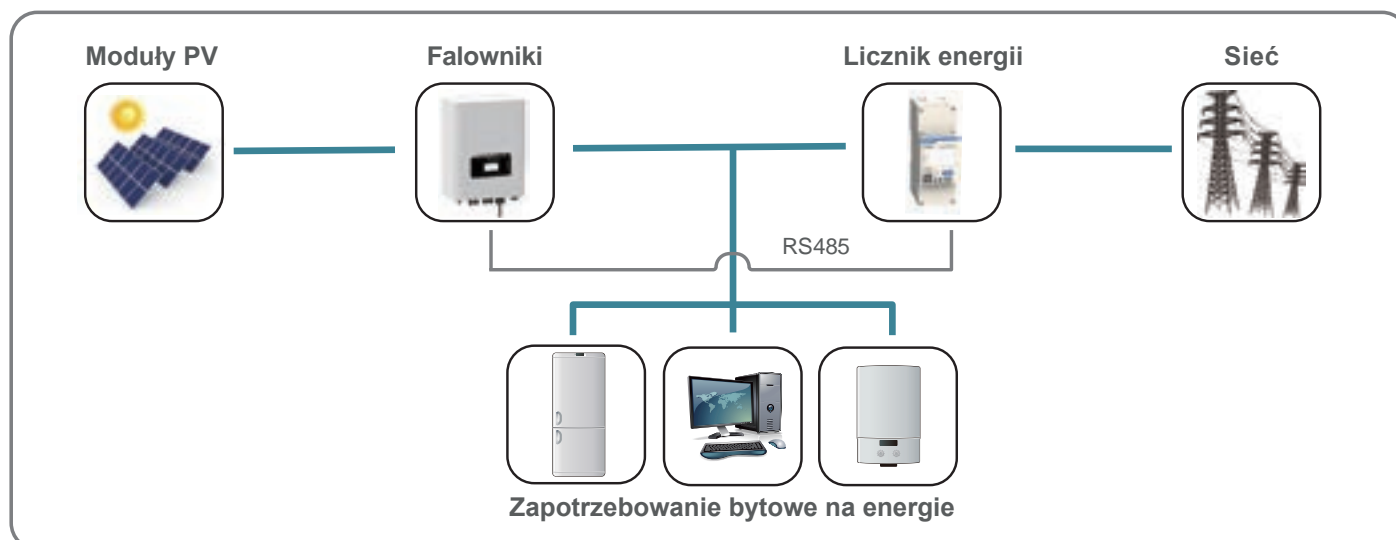 Moduły PV
Falowniki
Licznik energii
Sieć
RS485
Zapotrzebowanie bytowe na energie